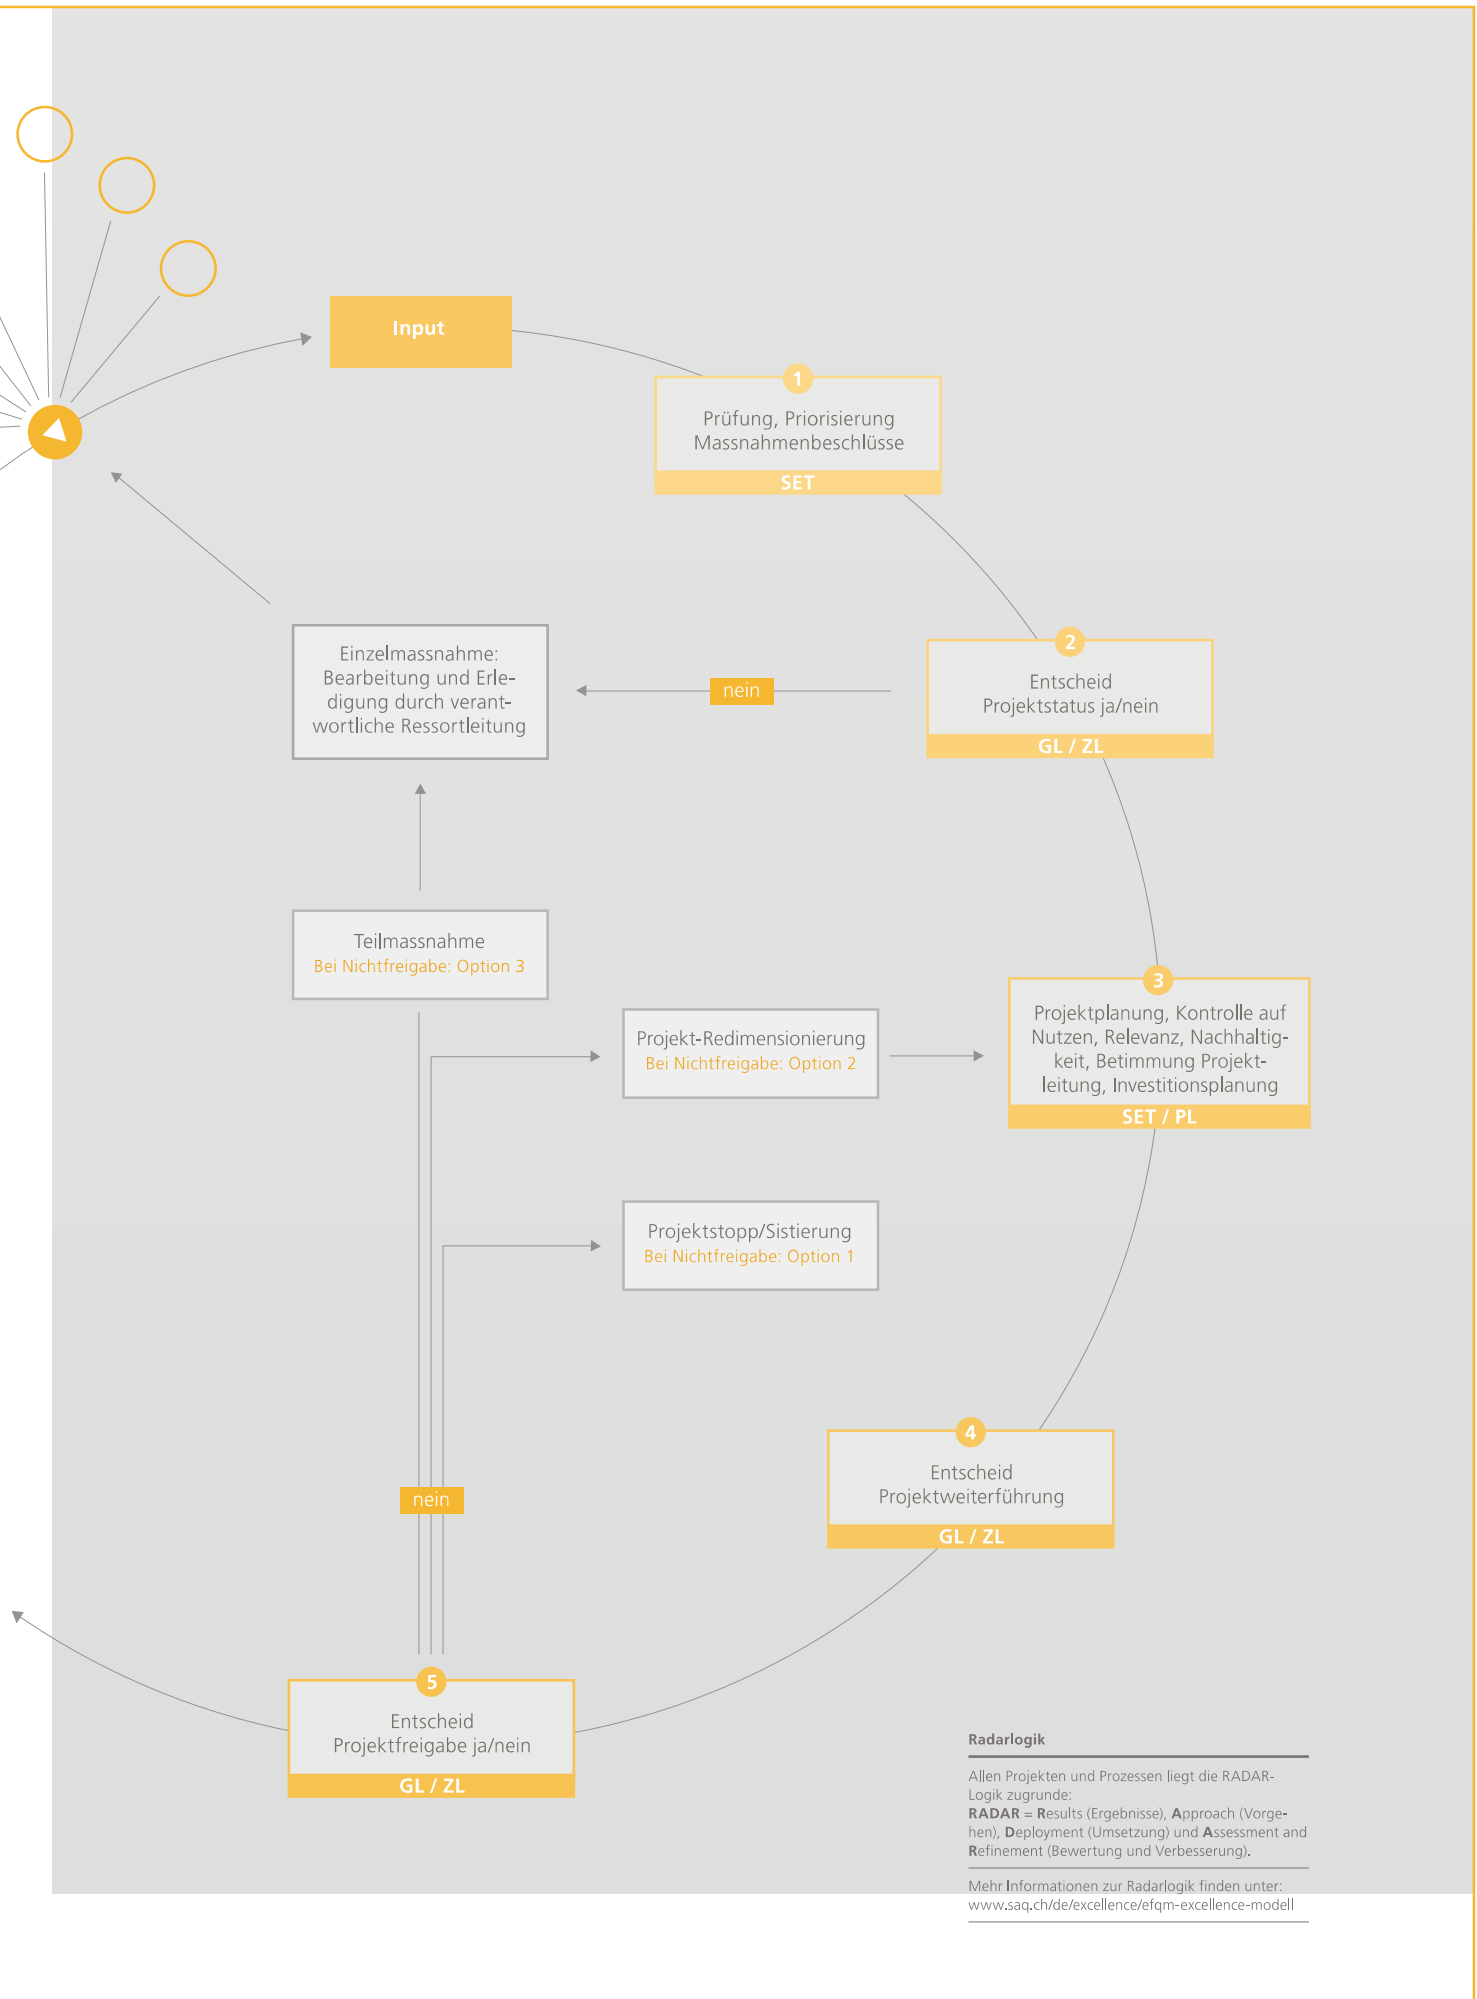 Input
1
Prüfung, Priorisierung
Massnahmenbeschlüsse
SET
2
Entscheid
Projektstatus ja/nein
GL / ZL
nein
Einzelmassnahme:
Bearbeitung und Erle-
digung durch verant-
wortliche Ressortleitung
Teilmassnahme
Bei Nichtfreigabe: Option 3
3
Projektplanung, Kontrolle auf
Nutzen, Relevanz, Nachhaltig-
keit, Betimmung Projekt-
leitung, Investitionsplanung
SET / PL
Projekt-Redimensionierung
Bei Nichtfreigabe: Option 2
Projektstopp/Sistierung
Bei Nichtfreigabe: Option 1
4
Entscheid
Projektweiterführung
GL / ZL
nein
5
Entscheid
Projektfreigabe ja/nein
GL / ZL
Radarlogik
Allen Projekten und Prozessen liegt die RADAR-
Logik zugrunde:
RADAR = Results (Ergebnisse), Approach (Vorge-
hen), Deployment (Umsetzung) und Assessment and
Refinement (Bewertung und Verbesserung).
Mehr Informationen zur Radarlogik finden unter:
www.saq.ch/de/excellence/efqm-excellence-modell